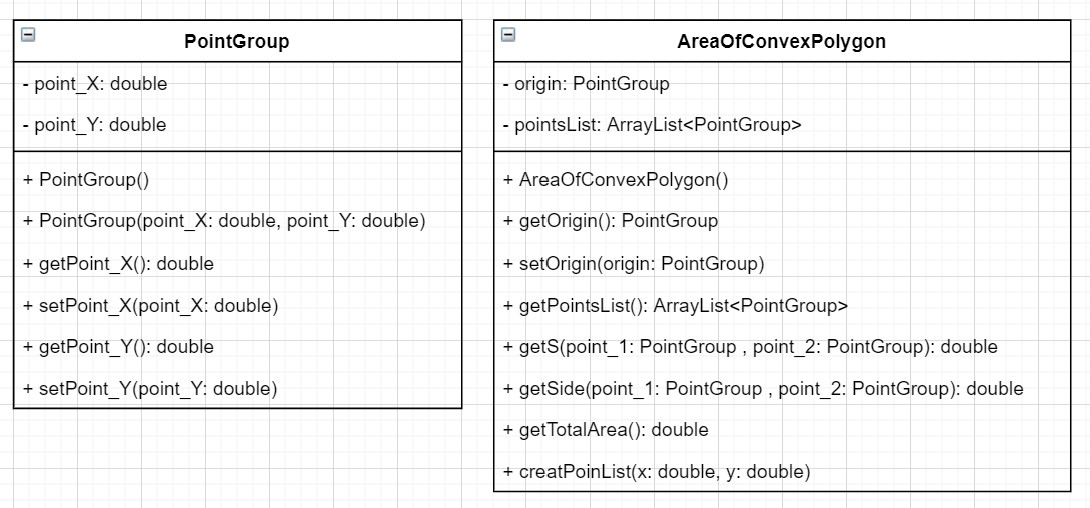 PointGroup
- point_X: double
- point_Y: double
+ PointGroup()
+ PointGroup(point_X: double, point_Y: double)
+ getPoint_X(): double
+ setPoint_X(point_X: double)
+ getPoint_Y(): double
+ setPoint_Y(point_Y: double)
AreaOfConvexPolygon
- origin: PointGroup
- pointsList: ArrayList<PointGroup>
+ AreaOfConvexPolygon()
+ getOrigin(): PointGroup
+ setOrigin(origin: PointGroup)
+ getPointsList(): ArrayList<PointGroup>
+ getS(point_1: PointGroup , point_2: PointGroup): double
+ getSide(point_1: PointGroup , point_2: PointGroup): double
+ getTotalArea(): double
+ creatPoinList(x: double, y: double)